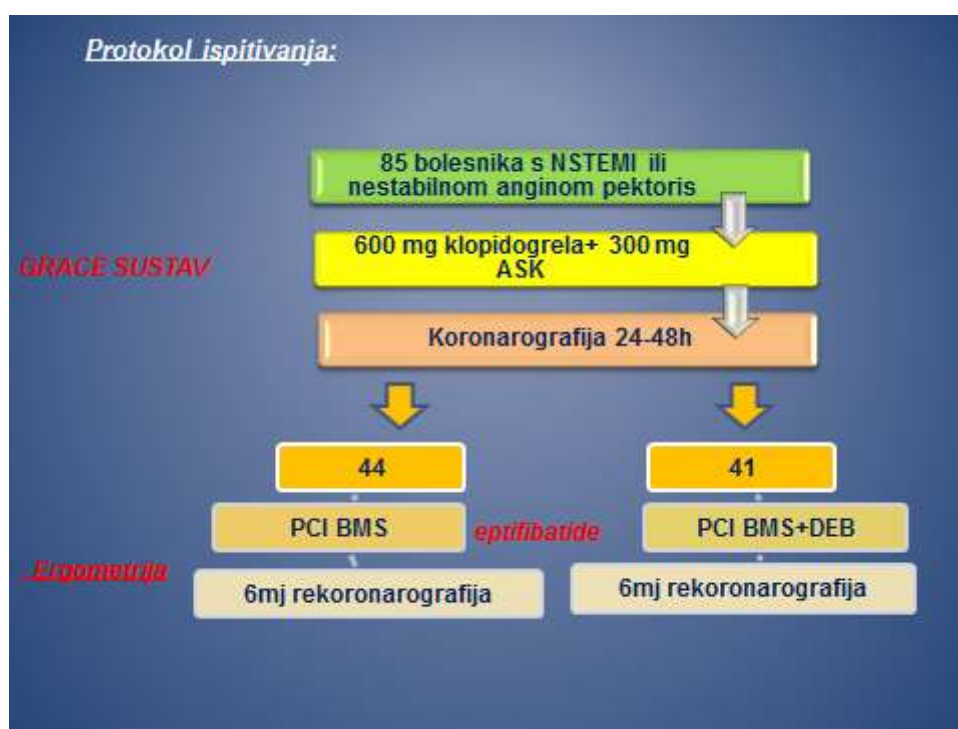 Protokol ispitivanja:
85 bolesnika s NSTEMI ili
nestabilnom anginom pektoris
GRACE SUSTAV
600 mg klopidogrela+ 300 mg
ASK
Koronarografija 24-48h
44
41
PCI BMS
eptifibatide
PCI BMS+DEB
Ergometrija
6mj rekoronarografija
6mj rekoronarografija